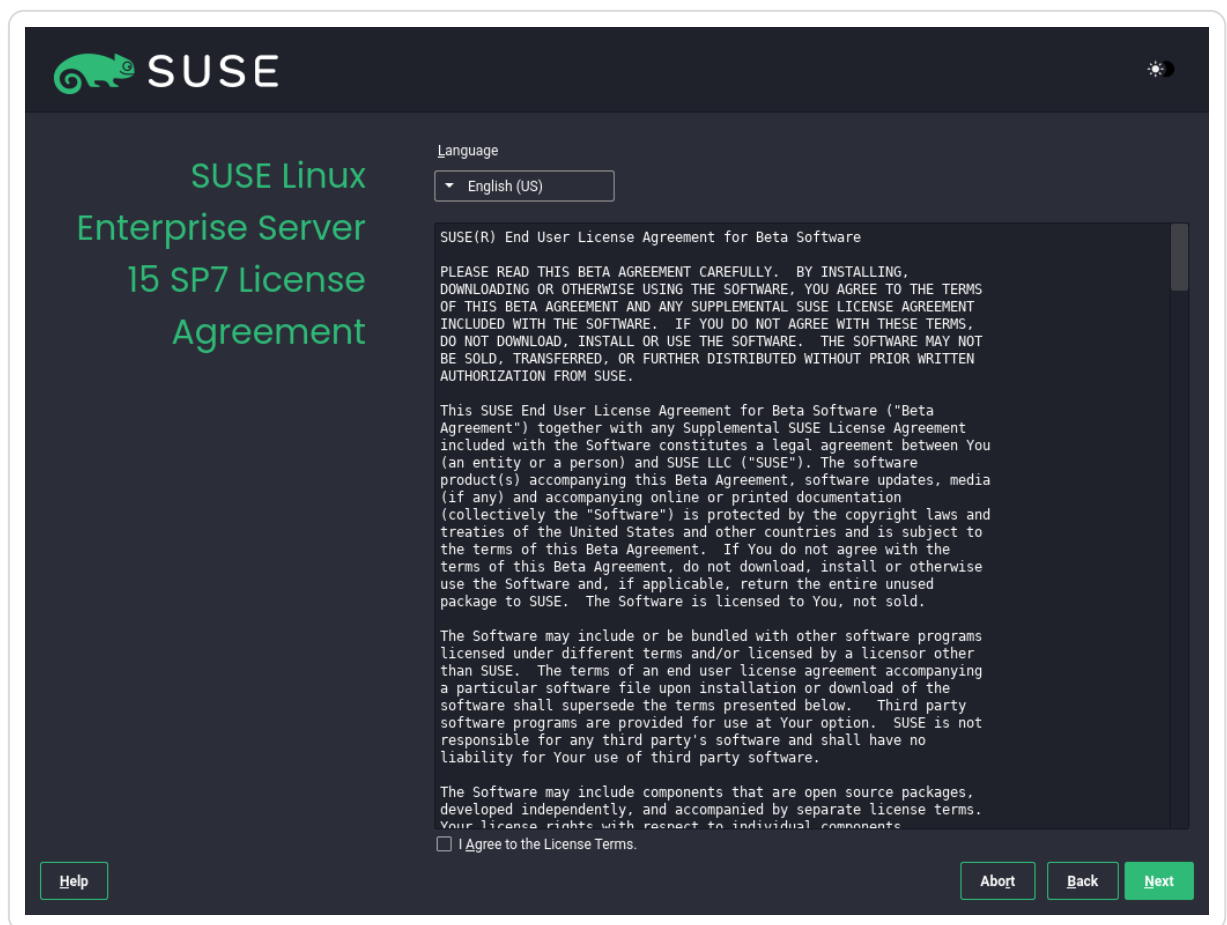 SUSE
SUSE Linux
Enterprise Server
15 SP7 License
Agreement
Language
English (US)
SUSE(R) End User License Agreement for Beta Software
PLEASE READ THIS BETA AGREEMENT CAREFULLY.  BY INSTALLING,
DOWNLOADING OR OTHERWISE USING THE SOFTWARE, YOU AGREE TO THE TERMS
OF THIS BETA AGREEMENT AND ANY SUPPLEMENTAL SUSE LICENSE AGREEMENT
INCLUDED WITH THE SOFTWARE.  IF YOU DO NOT AGREE WITH THESE TERMS,
DO NOT DOWNLOAD, INSTALL OR USE THE SOFTWARE.  THE SOFTWARE MAY NOT
BE SOLD, TRANSFERRED, OR FURTHER DISTRIBUTED WITHOUT PRIOR WRITTEN
AUTHORIZATION FROM SUSE.
This SUSE End User License Agreement for Beta Software ("Beta
Agreement") together with any Supplemental SUSE License Agreement
included with the Software constitutes a legal agreement between You
(an entity or a person) and SUSE LLC ("SUSE"). The software
product(s) accompanying this Beta Agreement, software updates, media
(if any) and accompanying online or printed documentation
(collectively the "Software") is protected by the copyright laws and
treaties of the United States and other countries and is subject to
the terms of this Beta Agreement.  If You do not agree with the
terms of this Beta Agreement, do not download, install or otherwise
use the Software and, if applicable, return the entire unused
package to SUSE.  The Software is licensed to You, not sold.
The Software may include or be bundled with other software programs
licensed under different terms and/or licensed by a licensor other
than SUSE.  The terms of an end user license agreement accompanying
a particular software file upon installation or download of the
software shall supersede the terms presented below.   Third party
software programs are provided for use at Your option.  SUSE is not
responsible for any third party's software and shall have no
liability for Your use of third party software.
The Software may include components that are open source packages,
developed independently, and accompanied by separate license terms.
Your license rights with respect to individual components
I Agree to the License Terms.
Help
Abort
Back
Next